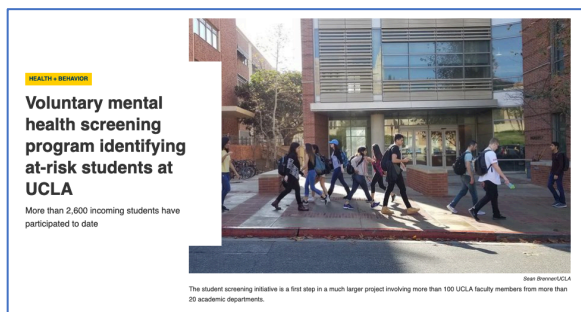 HEALTH + BEHAVIOR
Voluntary mental
health screening
program identifying
at-risk students at
UCLA
More than 2,600 incoming students have
participated to date
Sean Brenner/UCLA
The student screening initiative is a first step in a much larger project involving more than 100 UCLA faculty members from more than
20 academic departments.